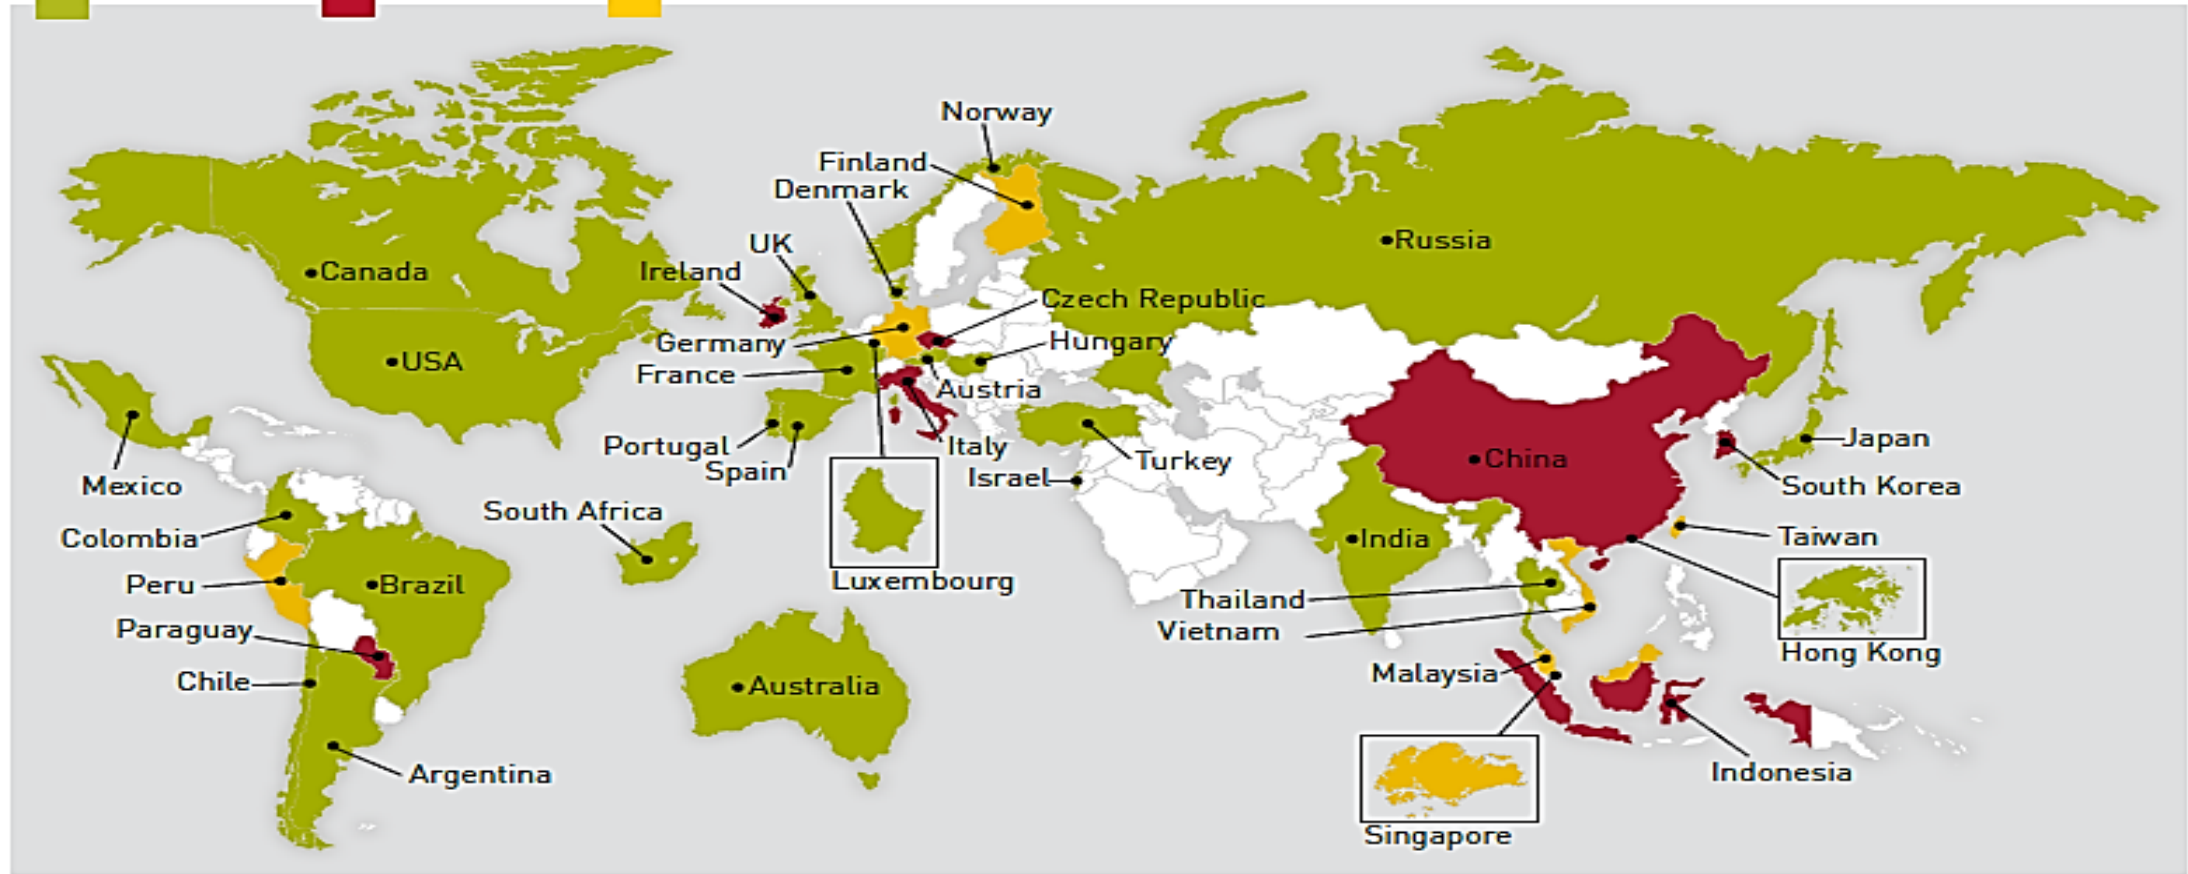 Norway
Finland
Denmark
UK
Russia
Ireland
Canada
Czech Republic
Germany
Hungary
USA
France
Austria
Portugal
Italy
Japan
Spain
Turkey
China
Mexico
Israel
South Korea
South Africa
Colombia
India
Taiwan
Peru
Brazil
Luxembourg
Thailand
Paraguay
Vietnam
Hong Kong
Chile
Australia
Malaysia
Argentina
Indonesia
Singapore